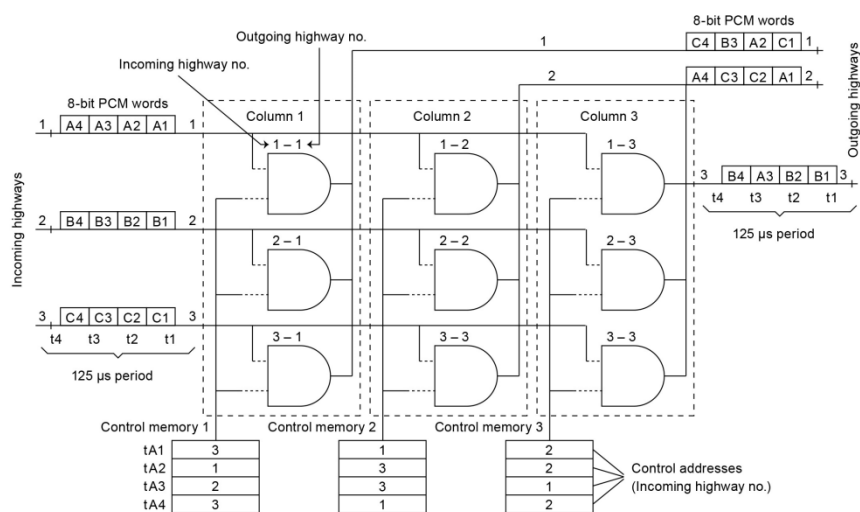 8-bit PCM words
Outgoing highway no.
1
C4 B3 A2 C1 1
Incoming highway no.
2
A4 C3 C2 A1 2
8-bit PCM words
Column 1
Column 2
Column 3
Outgoing highways
1 A4 A3 A2 A1 1
1 – 1
1 – 2
1 – 3
3 B4 A3 B2 B1 3
t4 t3 t2 t1
125 µs period
Incoming highways
2 B4 B3 B2 B1 2
2 – 1
2 – 2
2 – 3
3 C4 C3 C2 C1 3
t4 t3 t2 t1
125 µs period
3 – 1
3 – 3
3 – 3
Control memory 1
Control memory 2
Control memory 3
tA1 3 1 2
tA2 1 3 2
tA3 2 3 1
tA4 3 1 2
Control addresses
(Incoming highway no.)